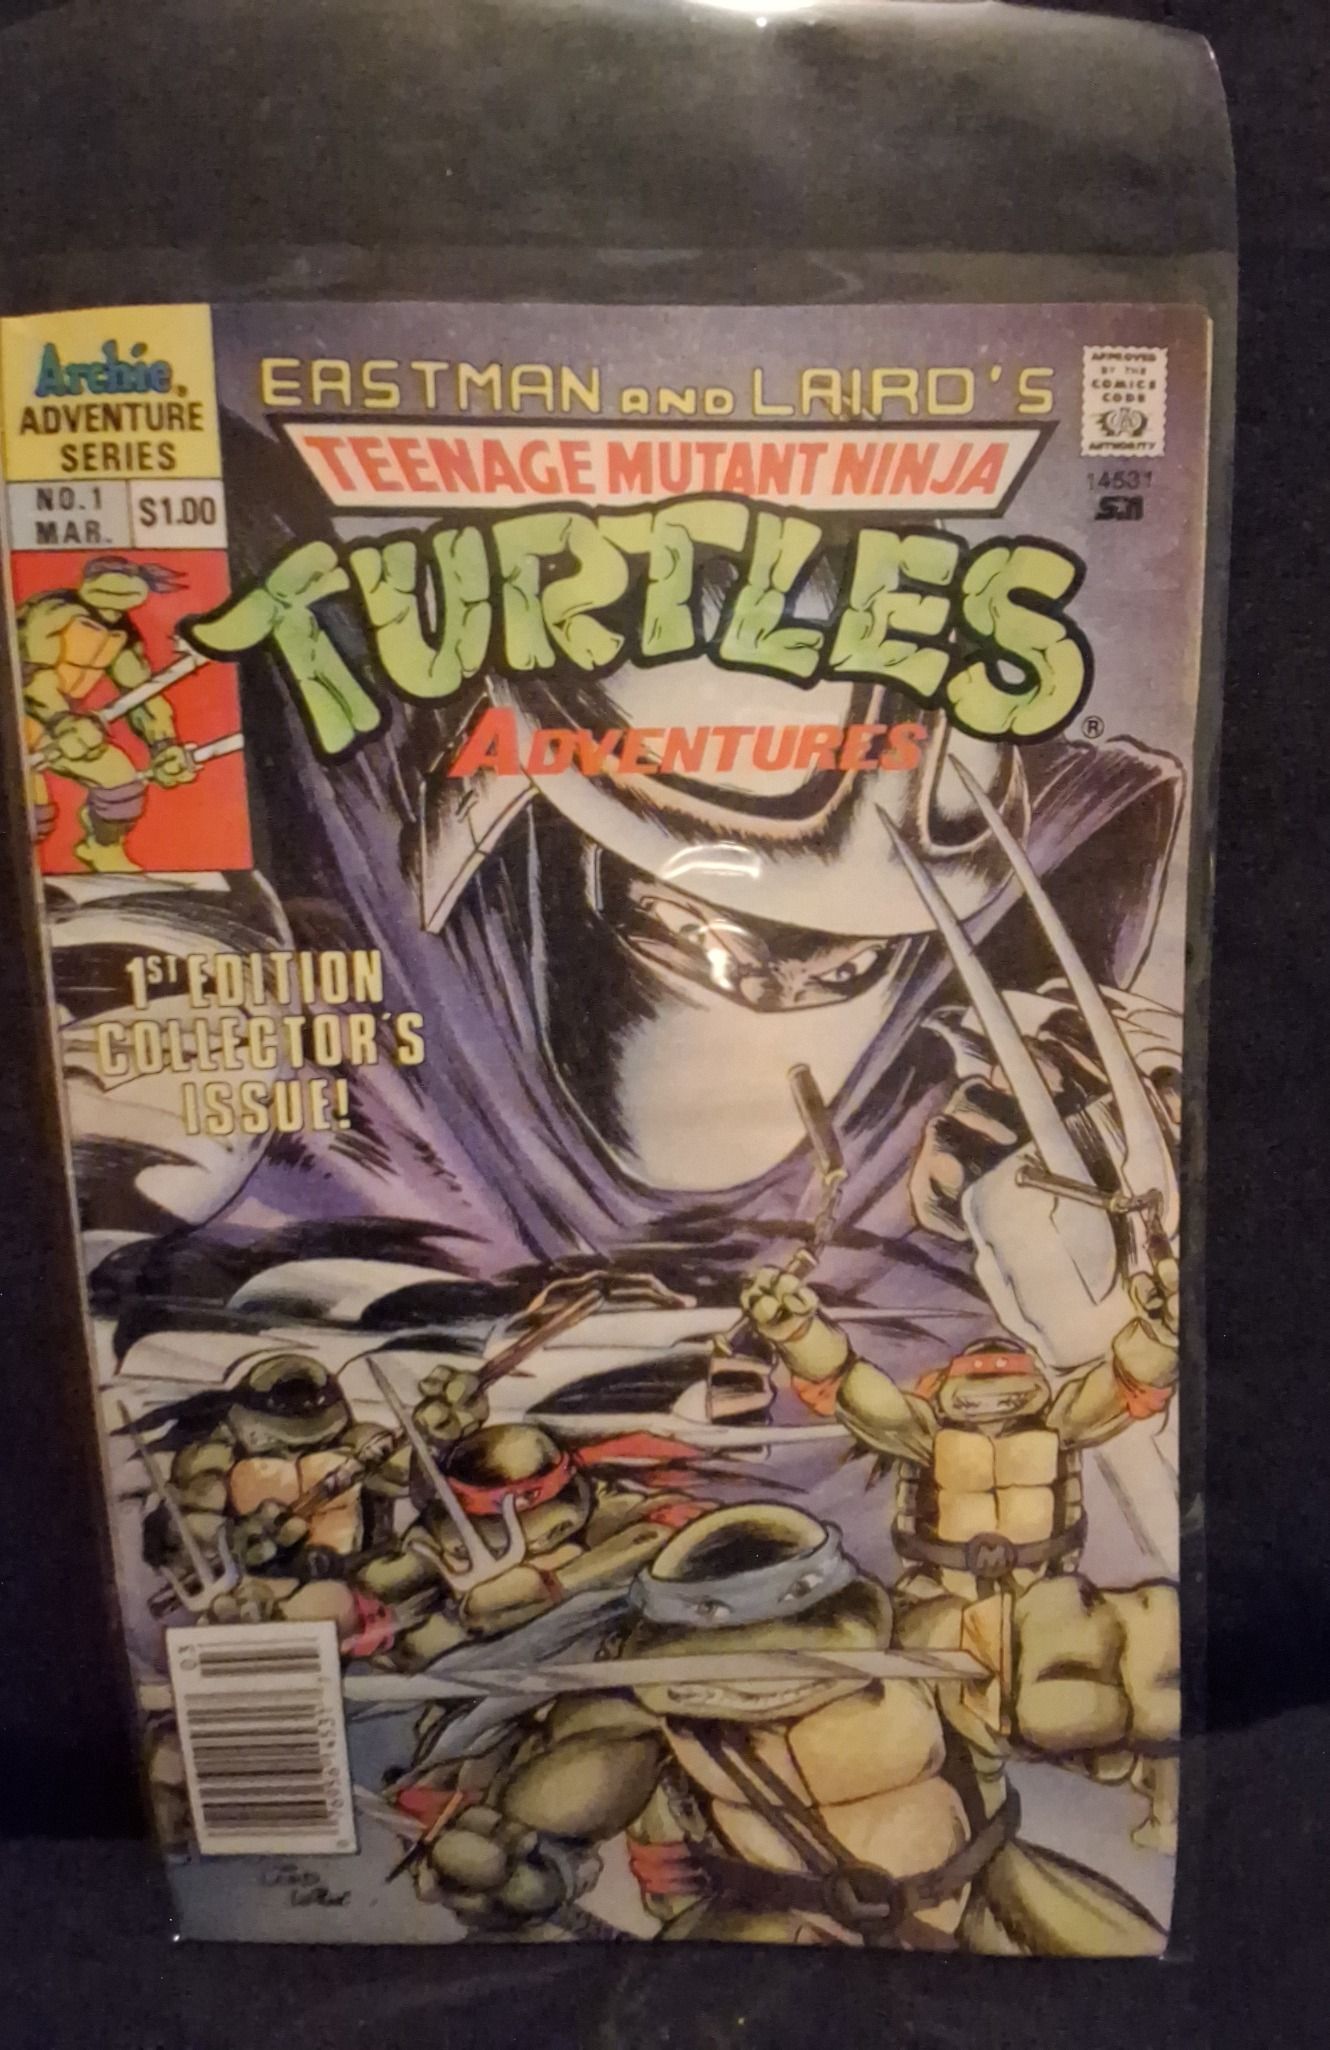 Archie®
ADVENTURE
SERIES
NO.1
MAR.
$1.00
EASTMAN AND LAIRD'S
TEENAGE MUTANT NINJA
TURTLES®
ADVENTURES
APPROVED
BY THE
COMICS
CODE
AUTHORITY
14531
1ST EDITION
COLLECTOR'S
ISSUE!
M
03